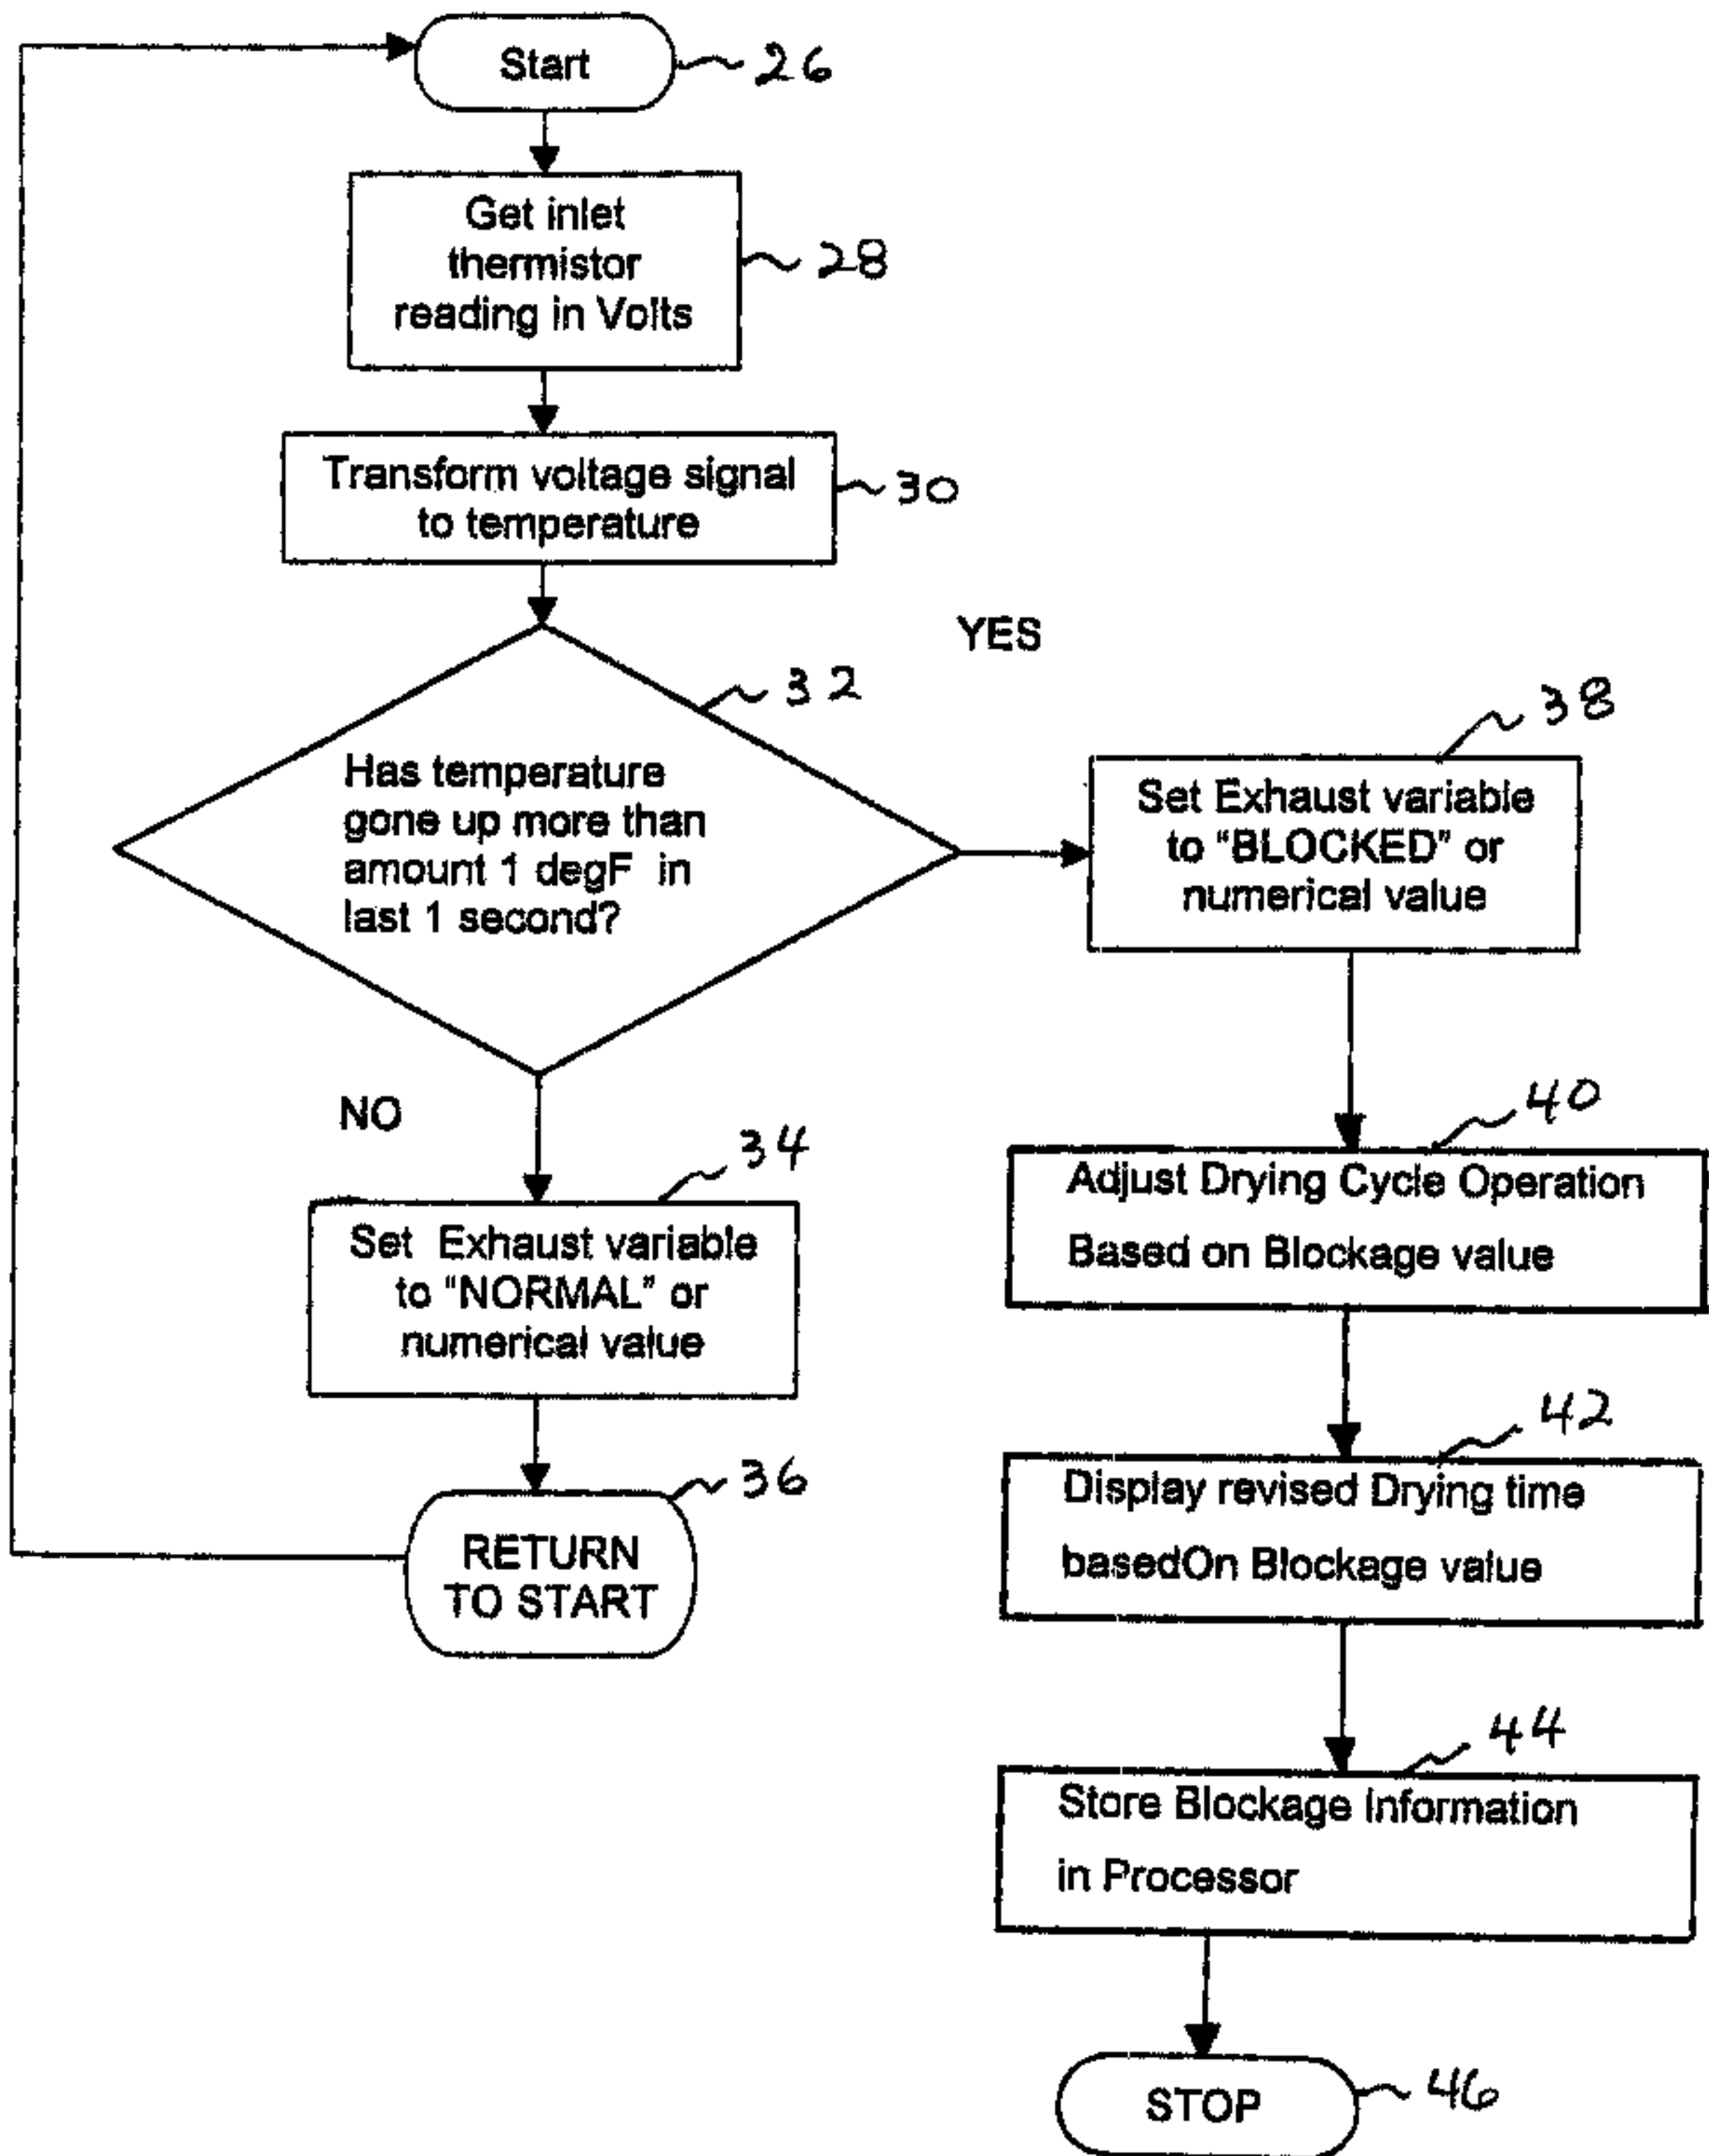 Start
26
Get inlet
thermistor
reading in Volts
28
Transform voltage signal
to temperature
30
YES
32
Has temperature
gone up more than
amount 1 degF in
last 1 second?
38
Set Exhaust variable
to “BLOCKED” or
numerical value
NO
34
Set Exhaust variable
to “NORMAL” or
numerical value
36
RETURN
TO START
40
Adjust Drying Cycle Operation
Based on Blockage value
42
Display revised Drying time
basedOn Blockage value
44
Store Blockage Information
in Processor
STOP
46